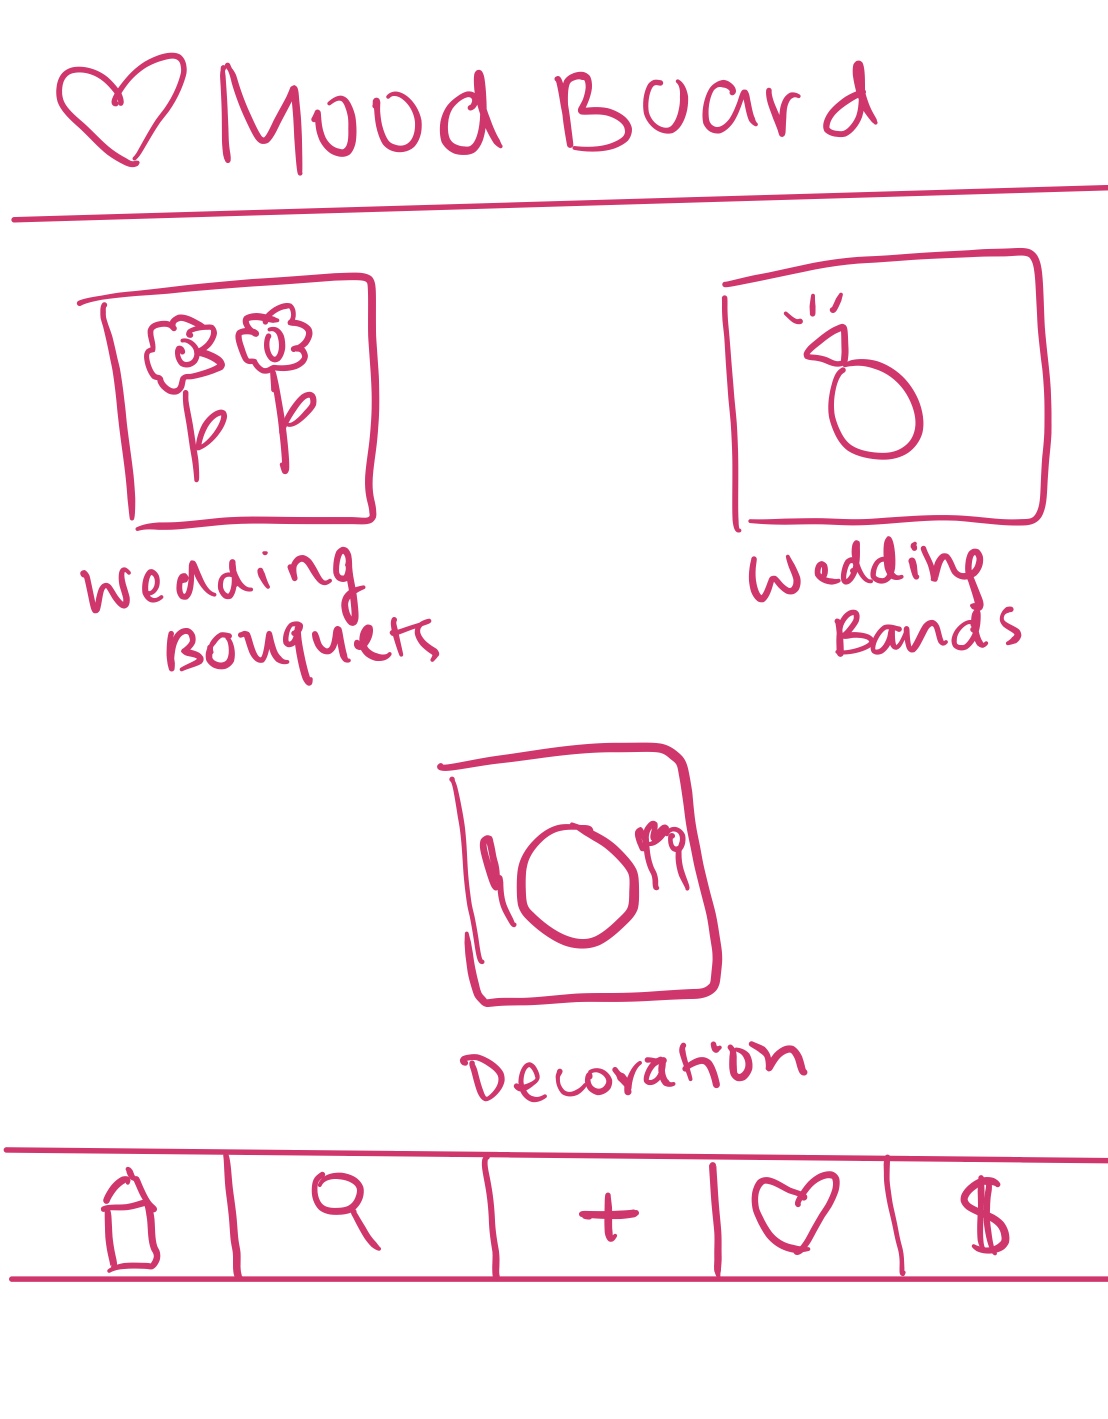 Mood Board
Wedding
Bouquets
Wedding
Bands
Decoration
+
$